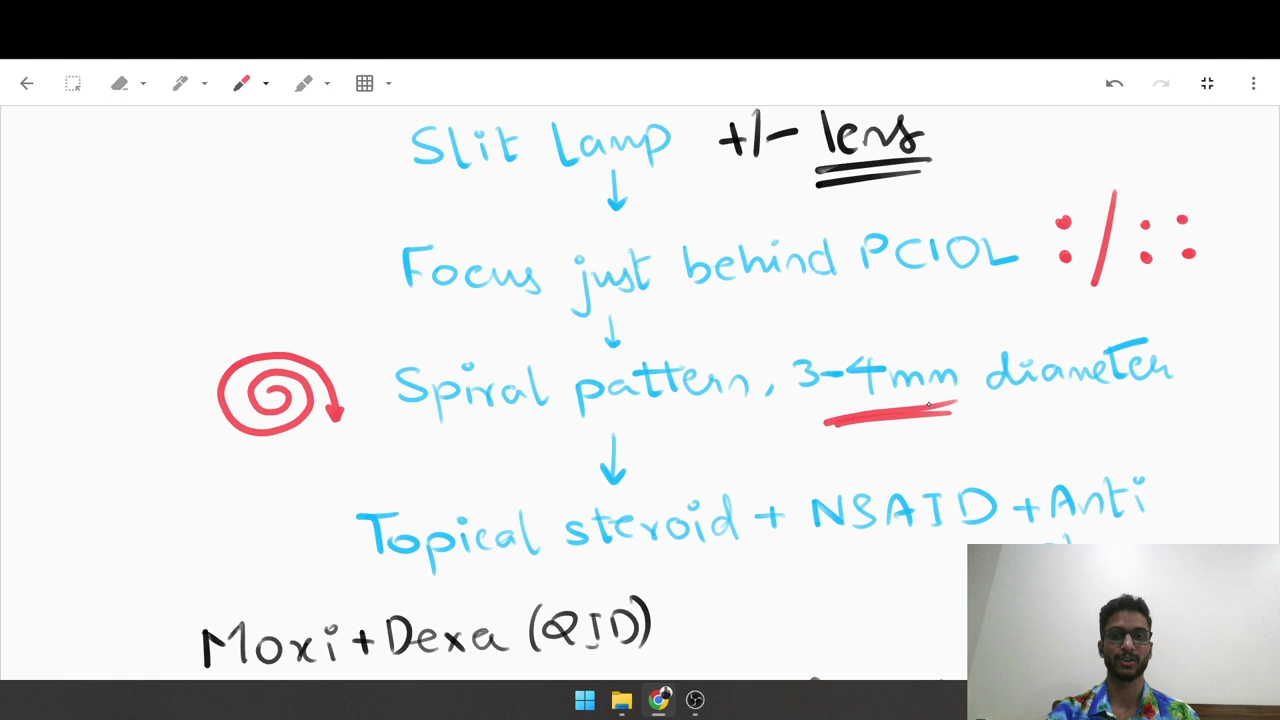 Slit Lamp +/- lens
Focus just behind PCIOL
Spiral pattern, 3-4mm diameter
Topical steroid + NSAID + Anti
Moxi + Dexa (QID)